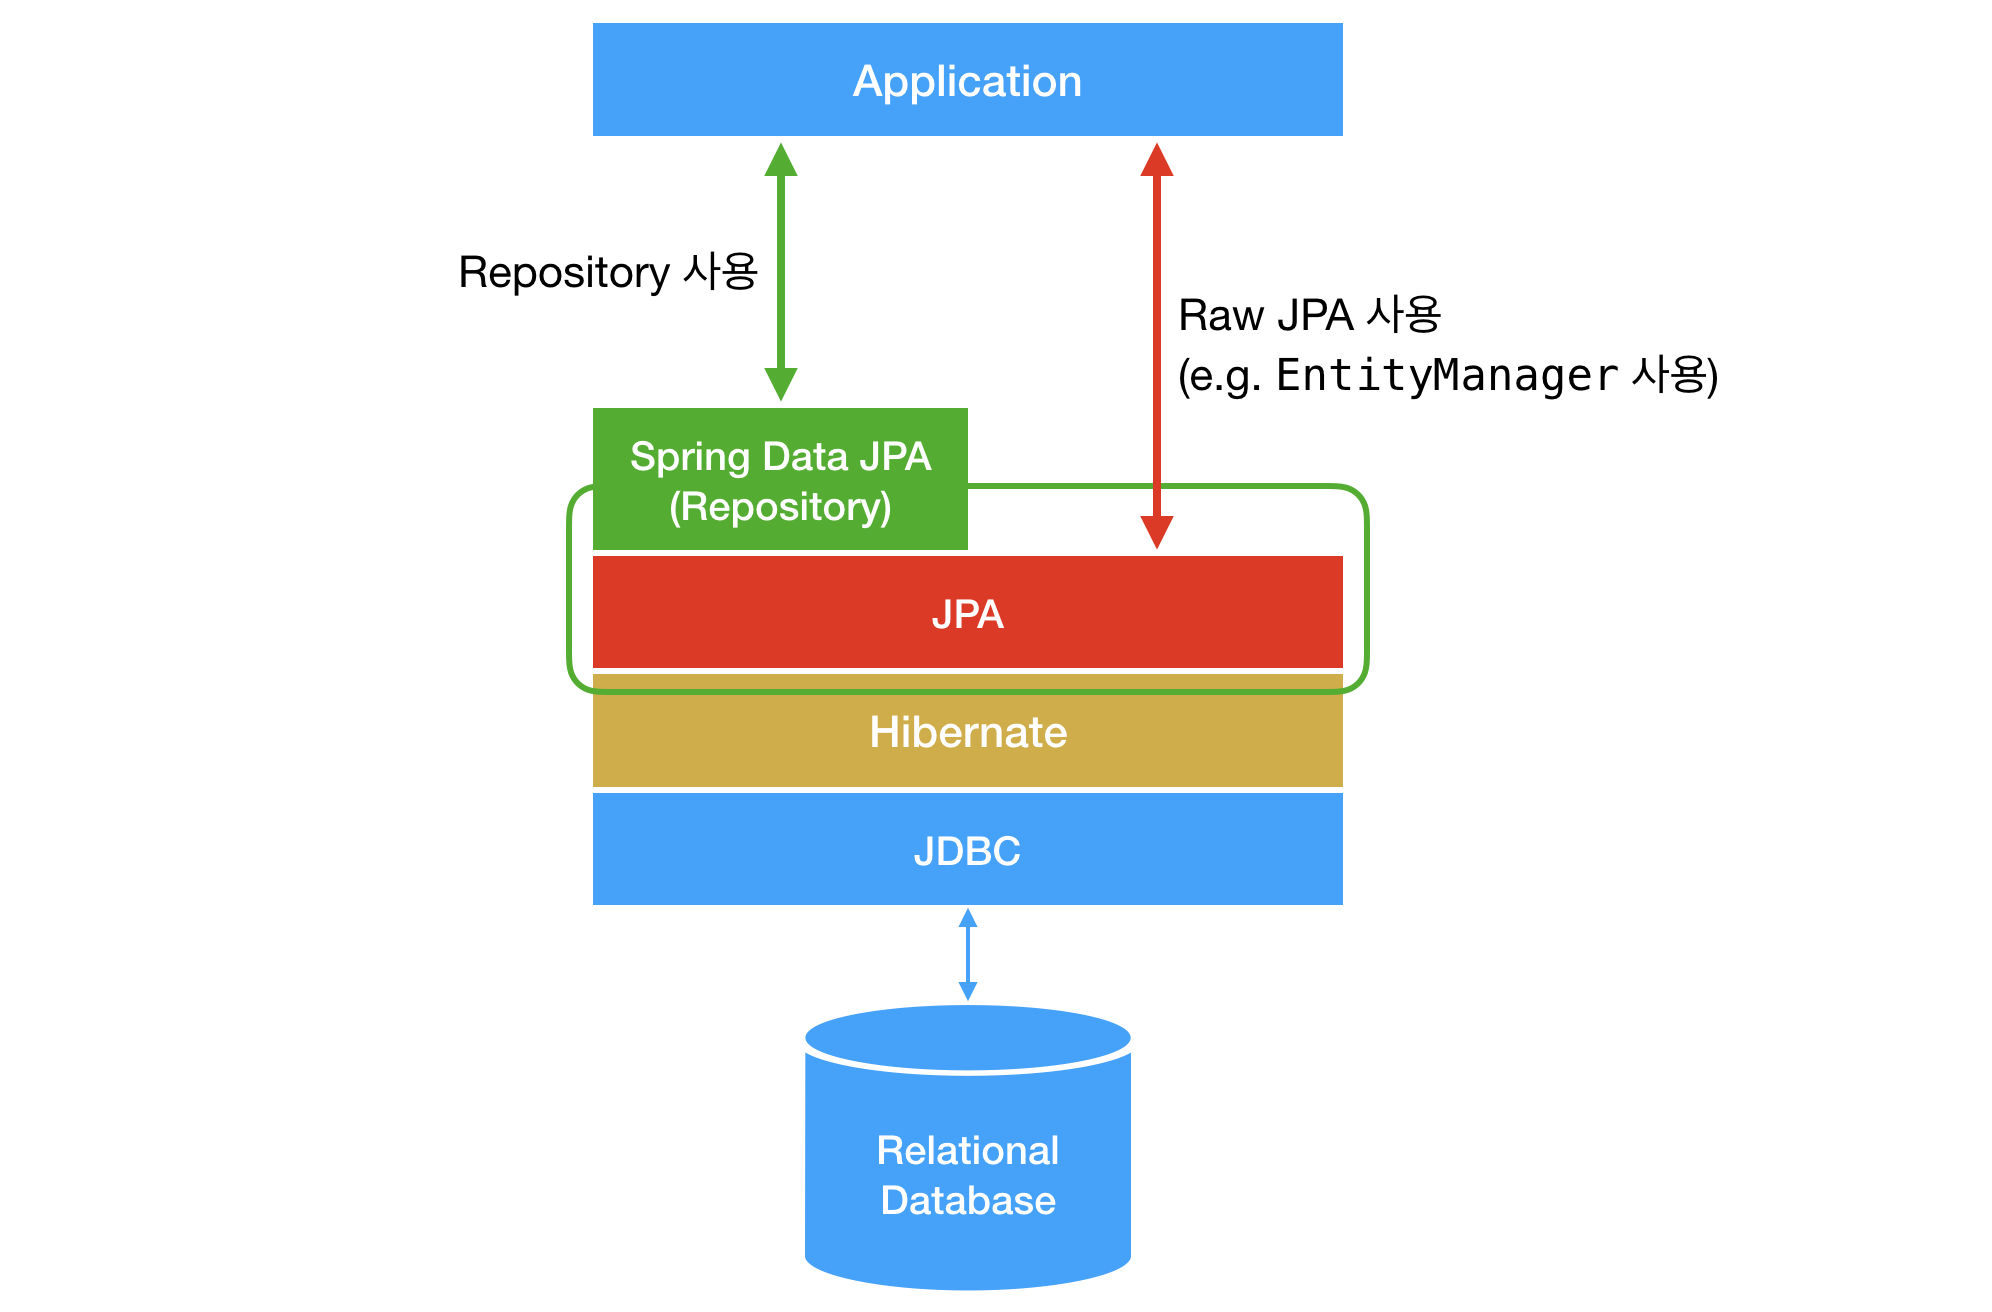 Application
Repository 사용
Raw JPA 사용
(e.g. EntityManager 사용)
Spring Data JPA
(Repository)
JPA
Hibernate
JDBC
Relational
Database